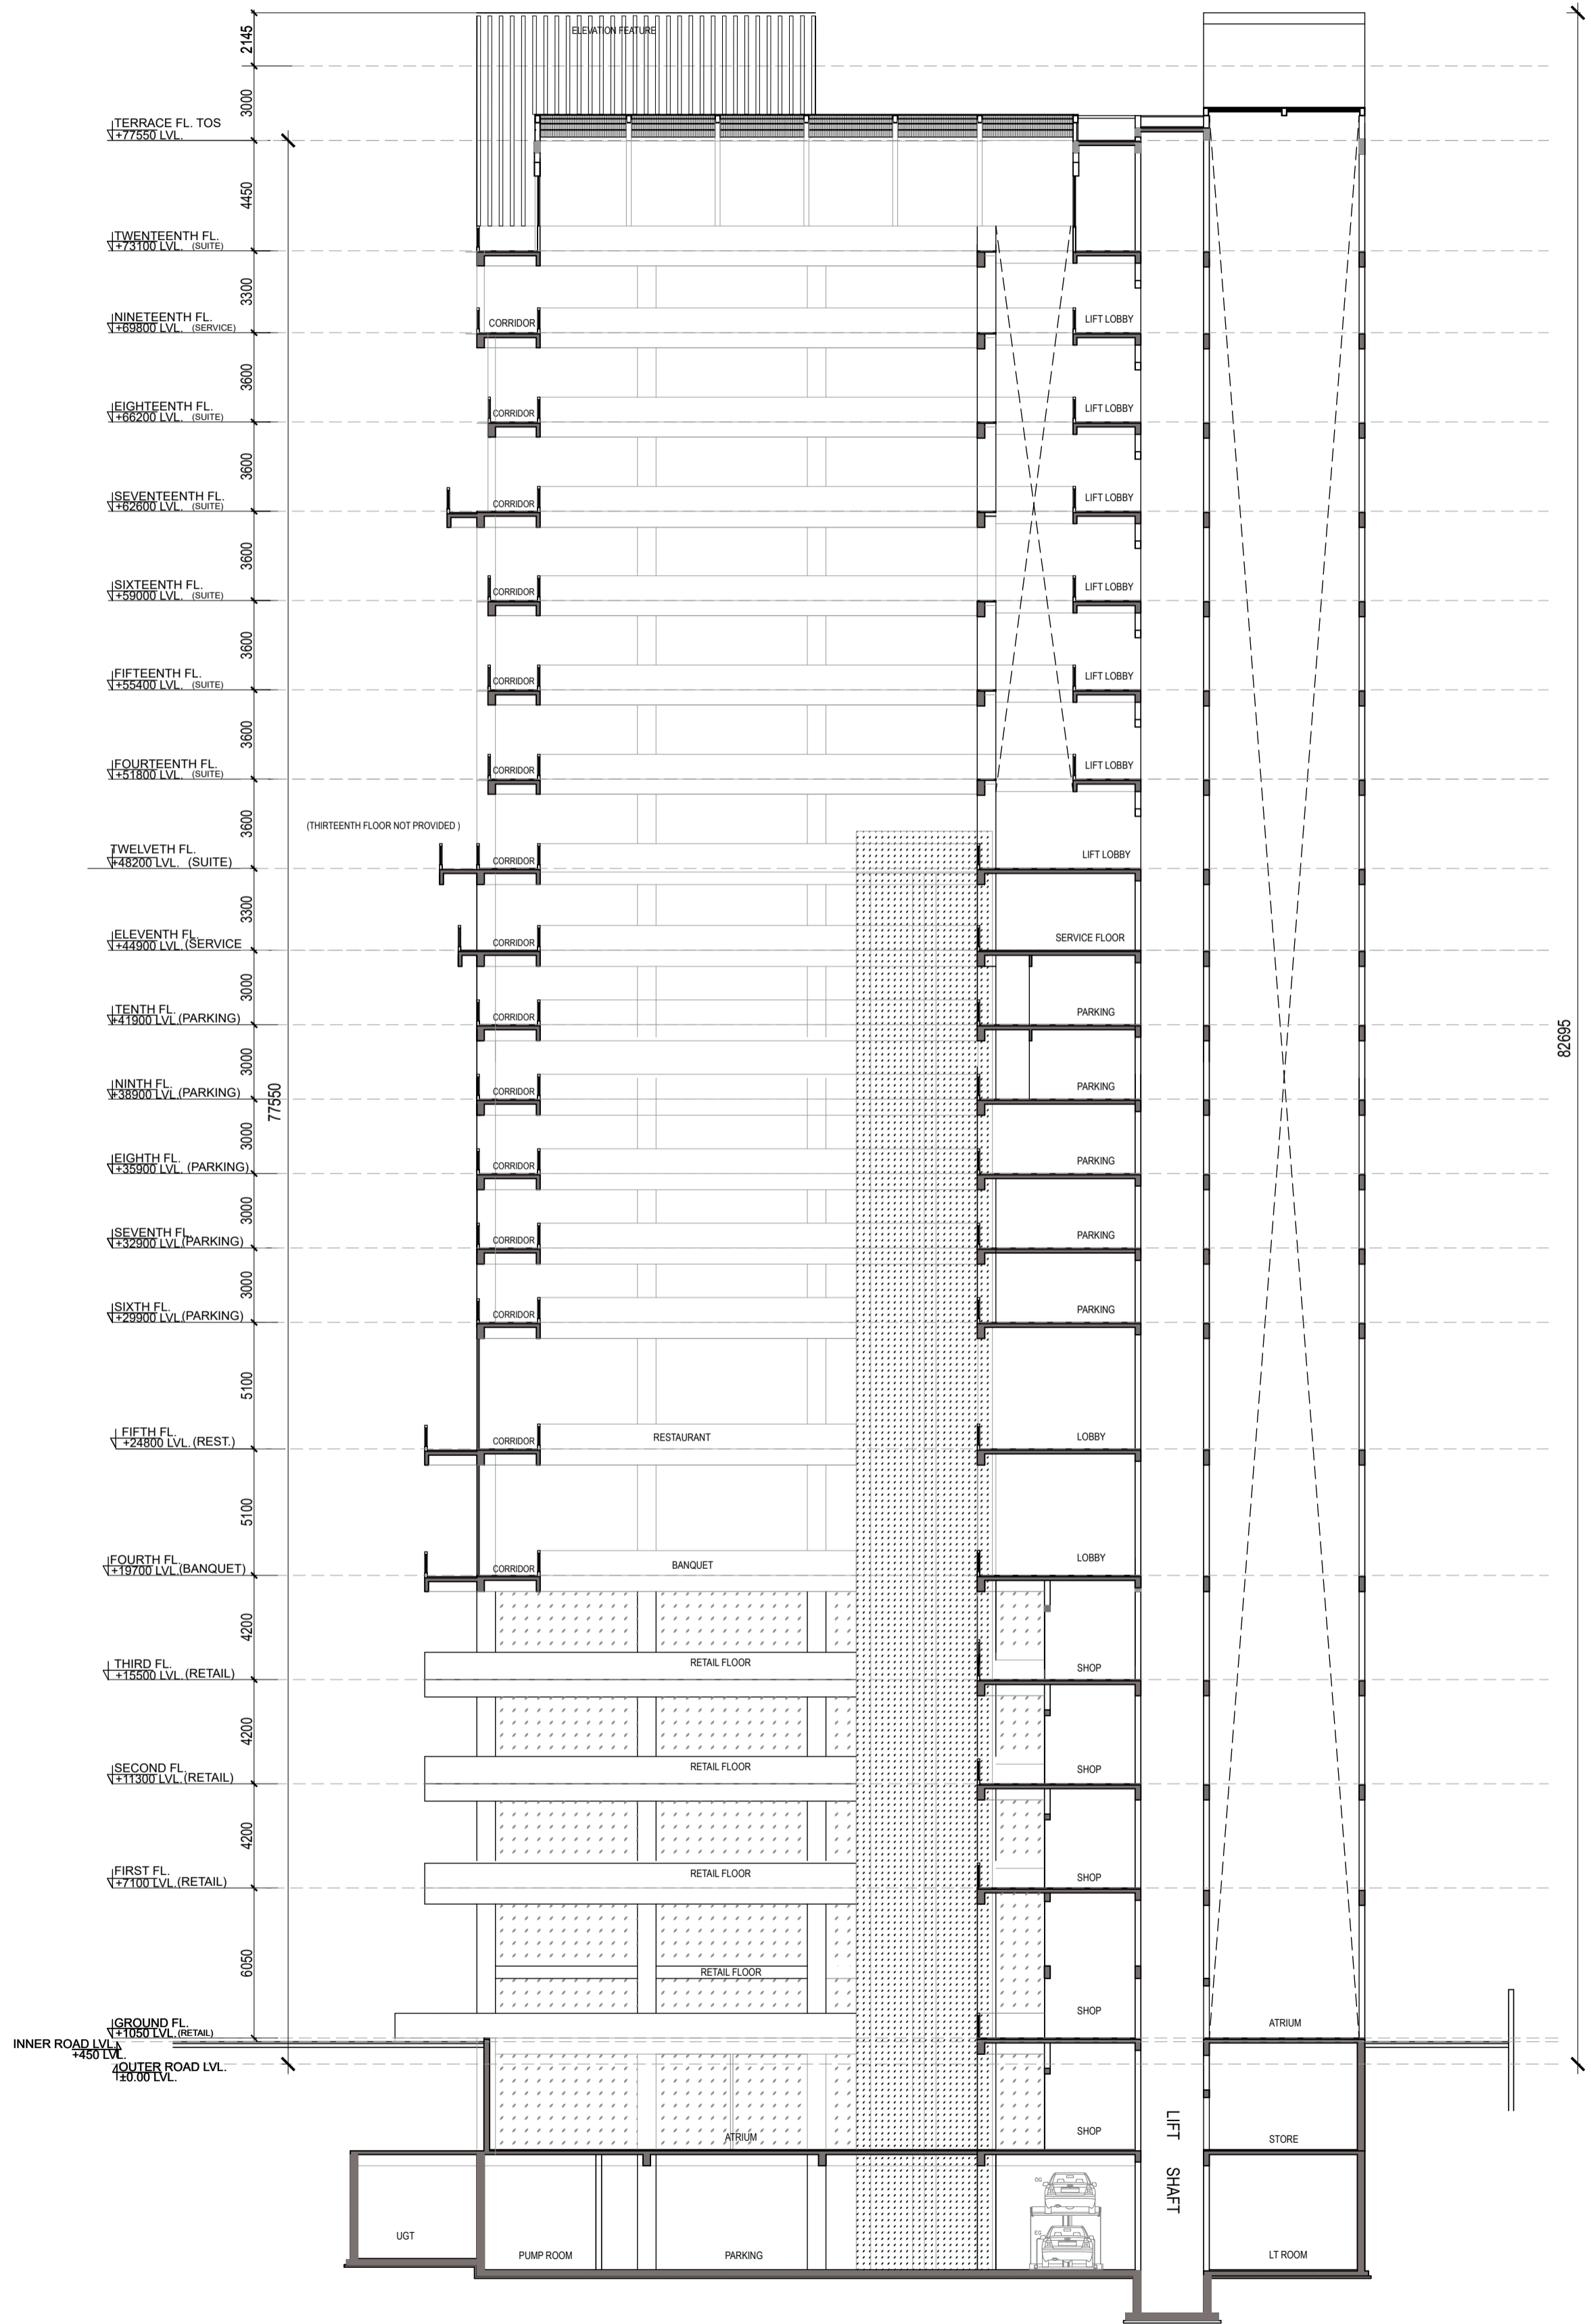 ELEVATION FEATURE
2145
3000
TERRACE FL. TOS
+77550 LVL.
4450
TWENTEENTH FL.
+73100 LVL. (SUITE)
3300
NINETEENTH FL.
+69800 LVL. (SERVICE)
CORRIDOR
LIFT LOBBY
3600
EIGHTEENTH FL.
+66200 LVL. (SUITE)
CORRIDOR
LIFT LOBBY
3600
SEVENTEENTH FL.
+62600 LVL. (SUITE)
CORRIDOR
LIFT LOBBY
3600
SIXTEENTH FL.
+59000 LVL. (SUITE)
CORRIDOR
LIFT LOBBY
3600
FIFTEENTH FL.
+55400 LVL. (SUITE)
CORRIDOR
LIFT LOBBY
3600
FOURTEENTH FL.
+51800 LVL. (SUITE)
CORRIDOR
LIFT LOBBY
3600
(THIRTEENTH FLOOR NOT PROVIDED )
TWELVETH FL.
+48200 LVL. (SUITE)
CORRIDOR
LIFT LOBBY
3300
ELEVENTH FL.
+44900 LVL. (SERVICE
CORRIDOR
SERVICE FLOOR
3000
TENTH FL.
+41900 LVL.(PARKING)
CORRIDOR
PARKING
3000
82695
NINTH FL.
+38900 LVL.(PARKING)
CORRIDOR
PARKING
77550
3000
EIGHTH FL.
+35900 LVL. (PARKING)
CORRIDOR
PARKING
3000
SEVENTH FL.
+32900 LVL.(PARKING)
CORRIDOR
PARKING
3000
SIXTH FL.
+29900 LVL.(PARKING)
CORRIDOR
PARKING
5100
FIFTH FL.
+24800 LVL. (REST.)
CORRIDOR
RESTAURANT
LOBBY
5100
FOURTH FL.
+19700 LVL.(BANQUET)
CORRIDOR
BANQUET
LOBBY
4200
THIRD FL.
+15500 LVL. (RETAIL)
RETAIL FLOOR
SHOP
4200
SECOND FL.
+11300 LVL.(RETAIL)
RETAIL FLOOR
SHOP
4200
FIRST FL.
+7100 LVL.(RETAIL)
RETAIL FLOOR
SHOP
6050
RETAIL FLOOR
SHOP
GROUND FL.
+1050 LVL.(RETAIL)
ATRIUM
INNER ROAD LVL.
+450 LVL.
OUTER ROAD LVL.
±0.00 LVL.
ATRIUM
SHOP
LIFT SHAFT
STORE
EG
EG
UGT
PUMP ROOM
PARKING
LT ROOM